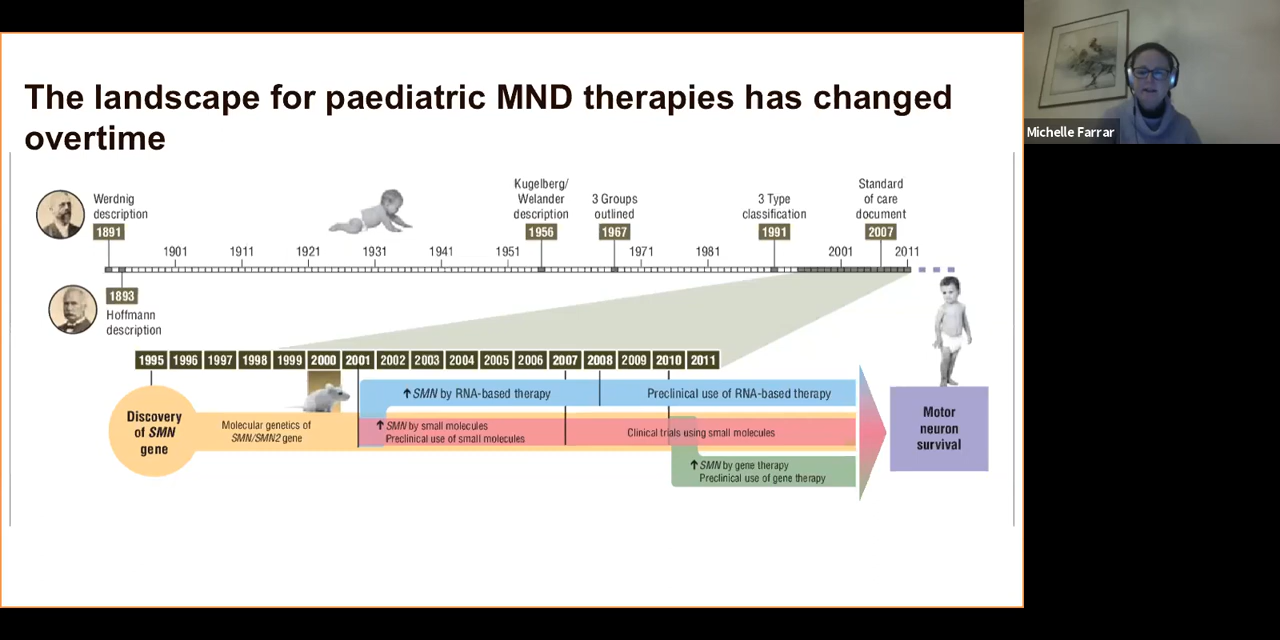 The landscape for paediatric MND therapies has changed
overtime
Michelle Farrar
Werdnig
description
1891
Kugelberg/
Welander
description
1956
3 Groups
outlined
1967
3 Type
classification
1991
Standard
of care
document
2007
1901
1911
1921
1931
1941
1951
1971
1981
2001
2011
1893
Hoffmann
description
1995 1996 1997 1998 1999 2000 2001 2002 2003 2004 2005 2006 2007 2008 2009 2010 2011
Discovery
of SMN
gene
Molecular genetics of
SMN/SMN2 gene
↑ SMN by RNA-based therapy
Preclinical use of RNA-based therapy
↑ SMN by small molecules
Preclinical use of small molecules
Clinical trials using small molecules
↑ SMN by gene therapy
Preclinical use of gene therapy
Motor
neuron
survival